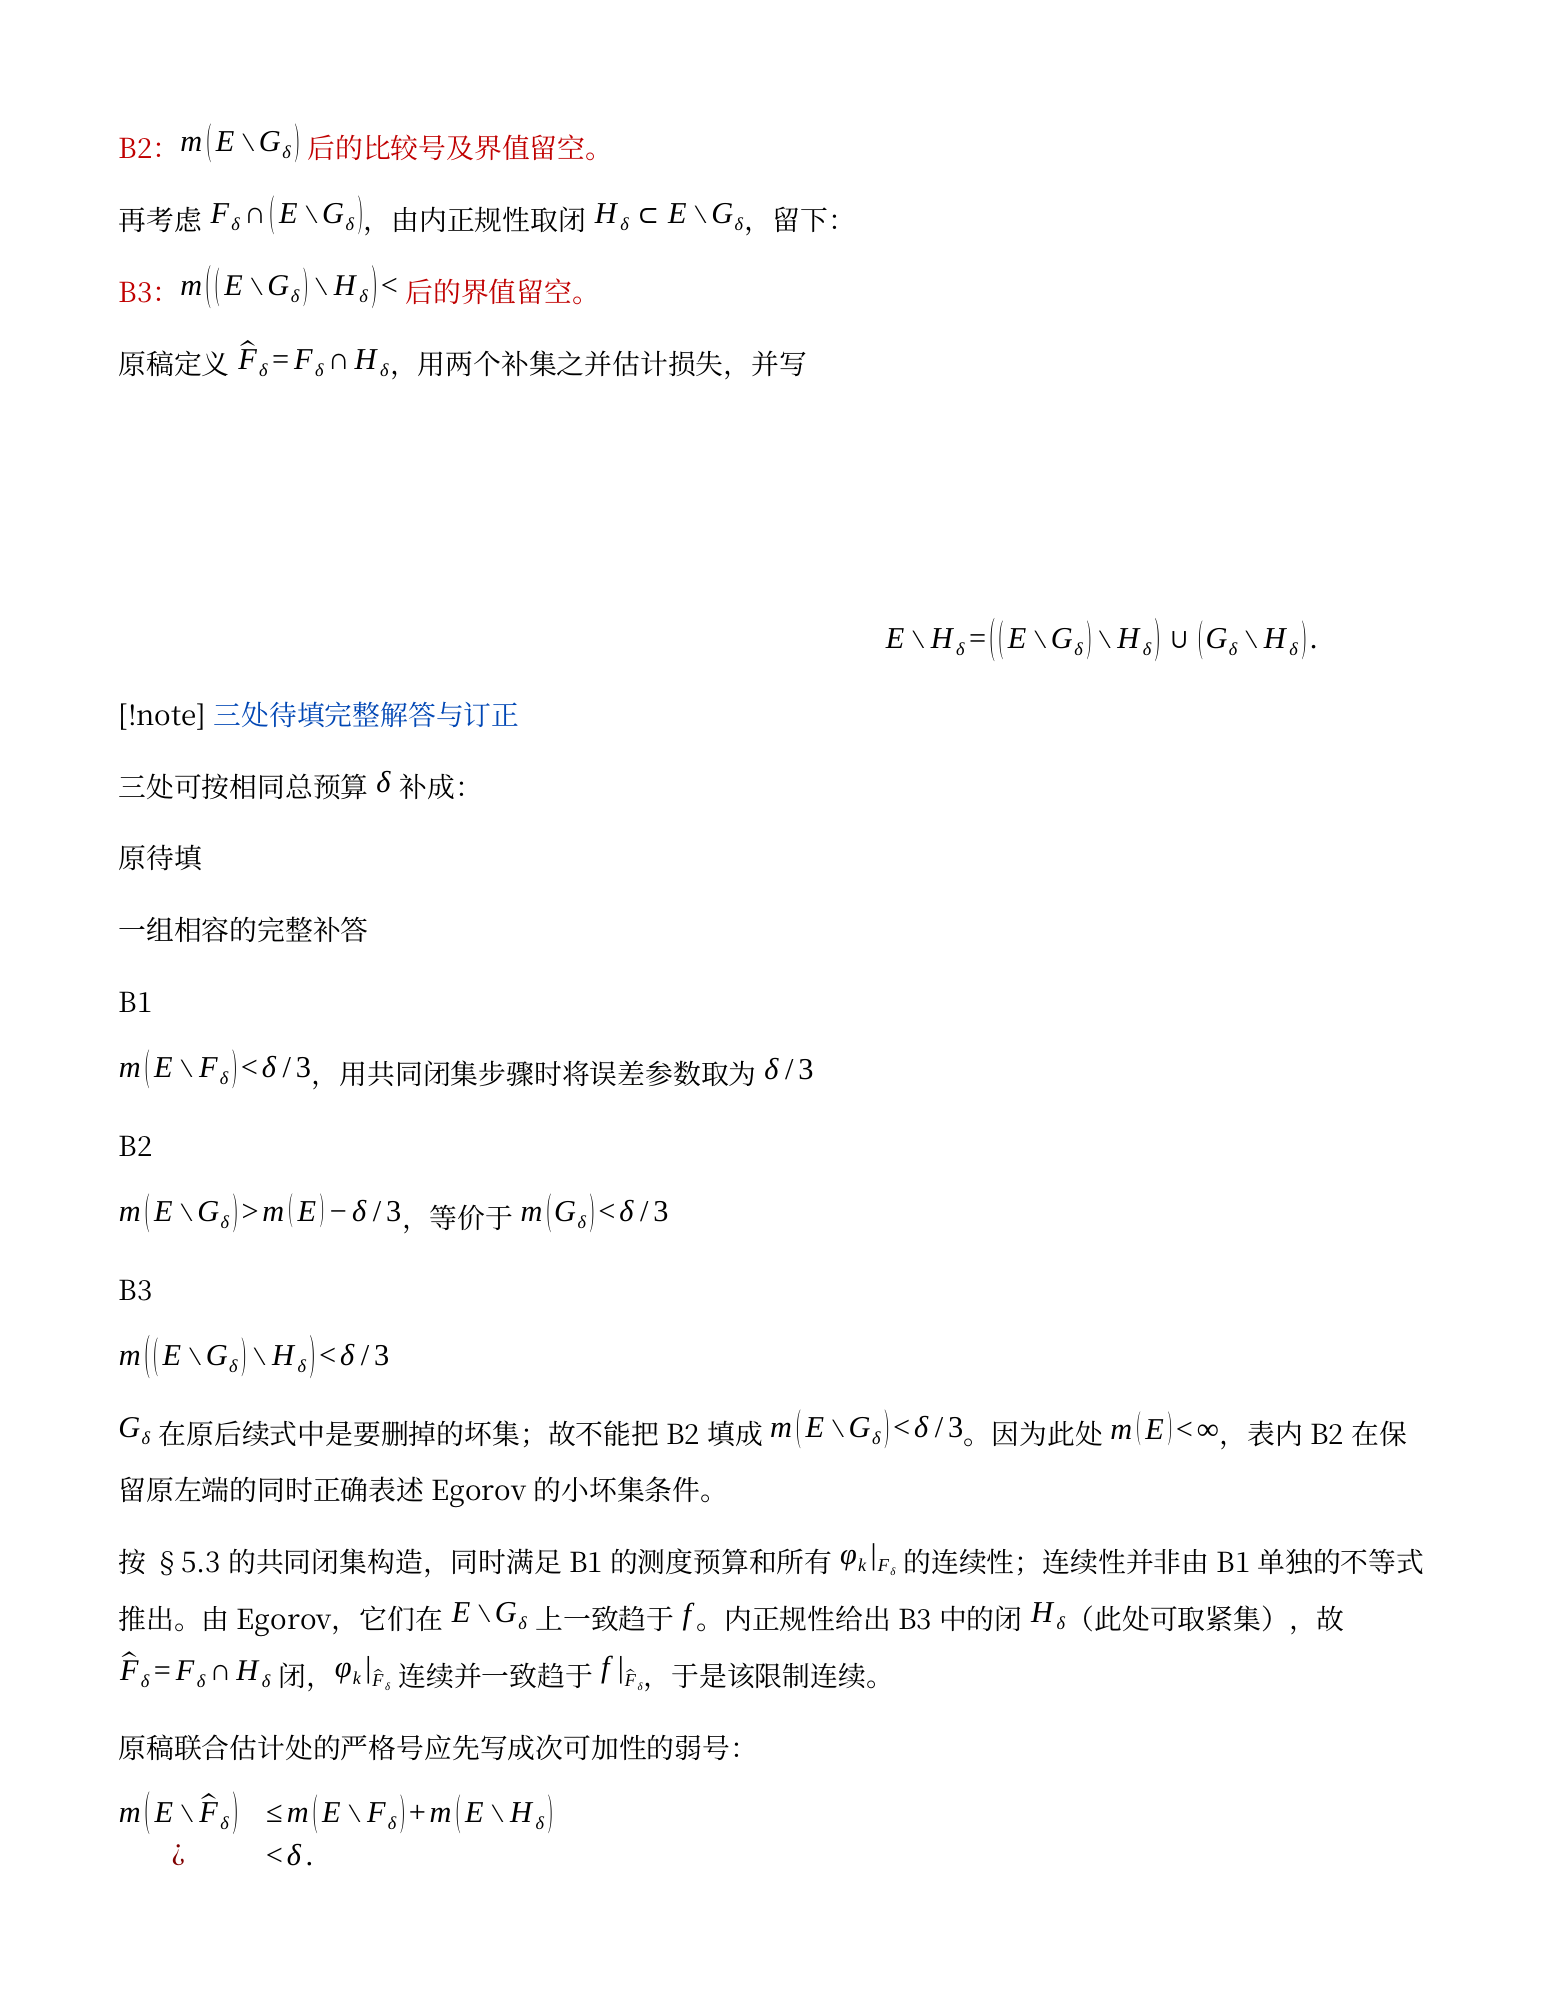 B2：m(E∖G_δ) 后的比较号及界值留空。
再考虑 F_δ∩(E∖G_δ)，由内正规性取闭 H_δ⊂E∖G_δ，留下：
B3：m((E∖G_δ)∖H_δ)< 后的界值留空。
原稿定义 F̂_δ=F_δ∩H_δ，用两个补集之并估计损失，并写
E∖H_δ=((E∖G_δ)∖H_δ)∪(G_δ∖H_δ).
[!note] 三处待填完整解答与订正
三处可按相同总预算 δ 补成：
原待填
一组相容的完整补答
B1
m(E∖F_δ)<δ/3，用共同闭集步骤时将误差参数取为 δ/3
B2
m(E∖G_δ)>m(E)−δ/3，等价于 m(G_δ)<δ/3
B3
m((E∖G_δ)∖H_δ)<δ/3
G_δ 在原后续式中是要删掉的坏集；故不能把 B2 填成 m(E∖G_δ)<δ/3。因为此处 m(E)<∞，表内 B2 在保
留原左端的同时正确表述 Egorov 的小坏集条件。
按 §5.3 的共同闭集构造，同时满足 B1 的测度预算和所有 φ_k|_{F_δ} 的连续性；连续性并非由 B1 单独的不等式
推出。由 Egorov，它们在 E∖G_δ 上一致趋于 f。内正规性给出 B3 中的闭 H_δ（此处可取紧集），故
F̂_δ=F_δ∩H_δ 闭，φ_k|_{F̂_δ} 连续并一致趋于 f|_{F̂_δ}，于是该限制连续。
原稿联合估计处的严格号应先写成次可加性的弱号：
m(E∖F̂_δ) ≤m(E∖F_δ)+m(E∖H_δ)
¿ <δ.